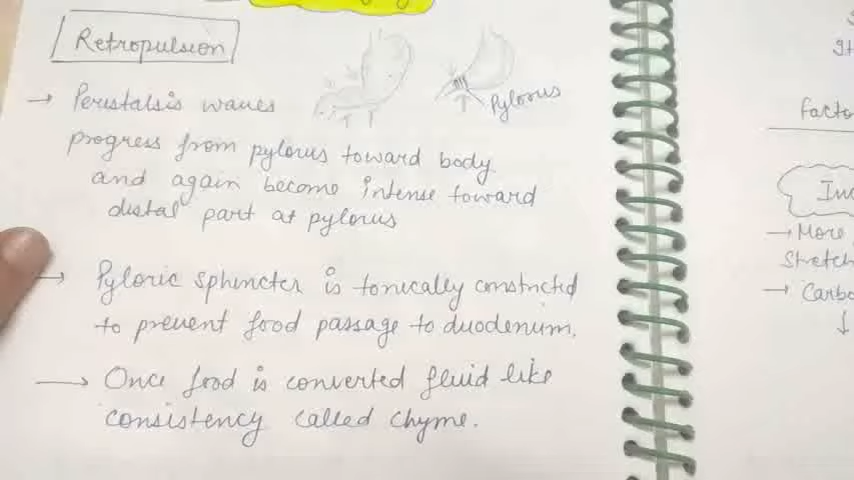 Retropulsion
Pylorus
→ Peristalsis waves
progress from pylorus toward body
and again become intense toward
distal part at pylorus
→ Pyloric sphincter is tonically constricted
to prevent food passage to duodenum.
→ Once food is converted fluid like
consistency called chyme.
Facto
→ More
Stretch
→ Carbo
↓